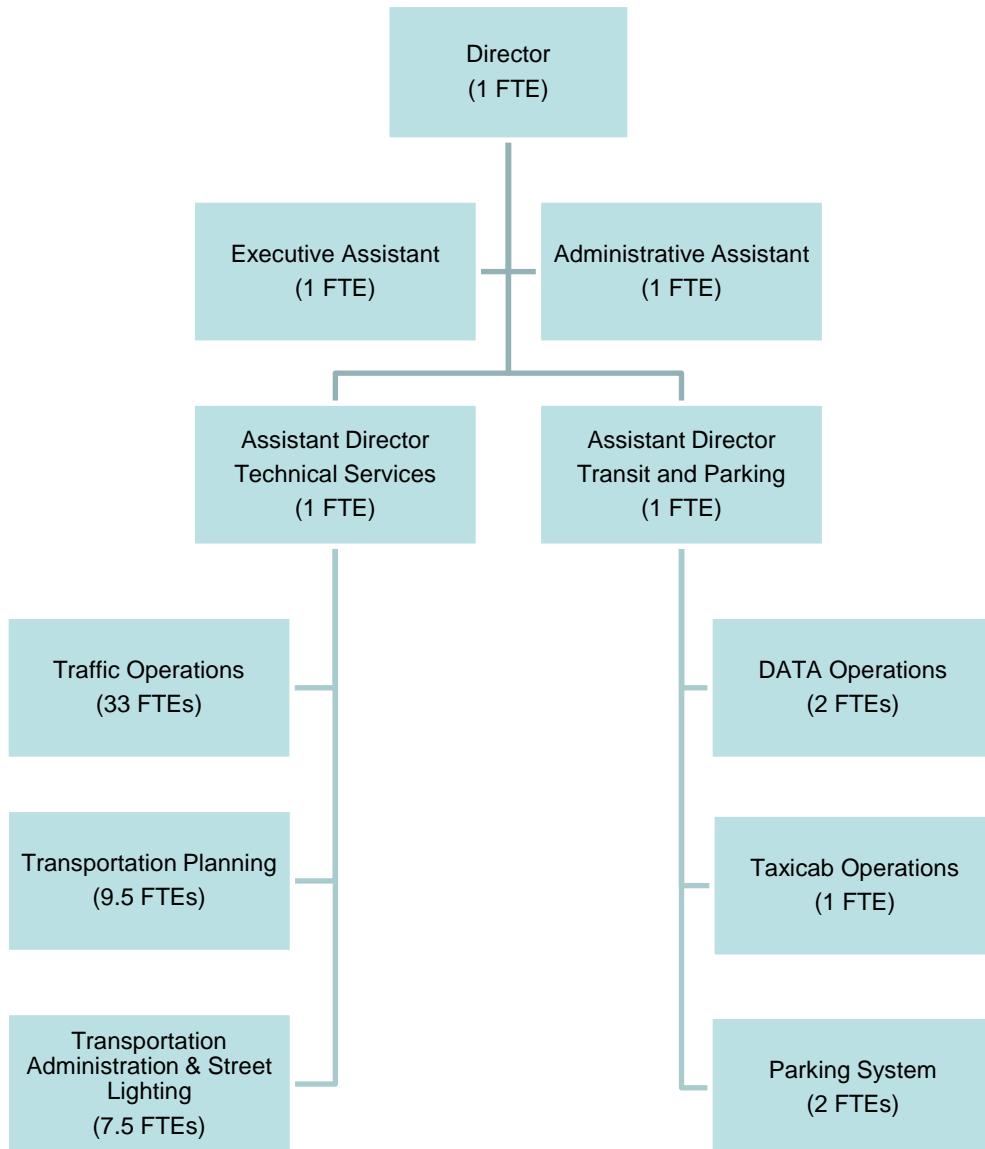 Director
(1 FTE)
Executive Assistant
(1 FTE)
Administrative Assistant
(1 FTE)
Assistant Director
Technical Services
(1 FTE)
Assistant Director
Transit and Parking
(1 FTE)
Traffic Operations
(33 FTEs)
DATA Operations
(2 FTEs)
Transportation Planning
(9.5 FTEs)
Taxicab Operations
(1 FTE)
Transportation
Administration & Street
Lighting
(7.5 FTEs)
Parking System
(2 FTEs)